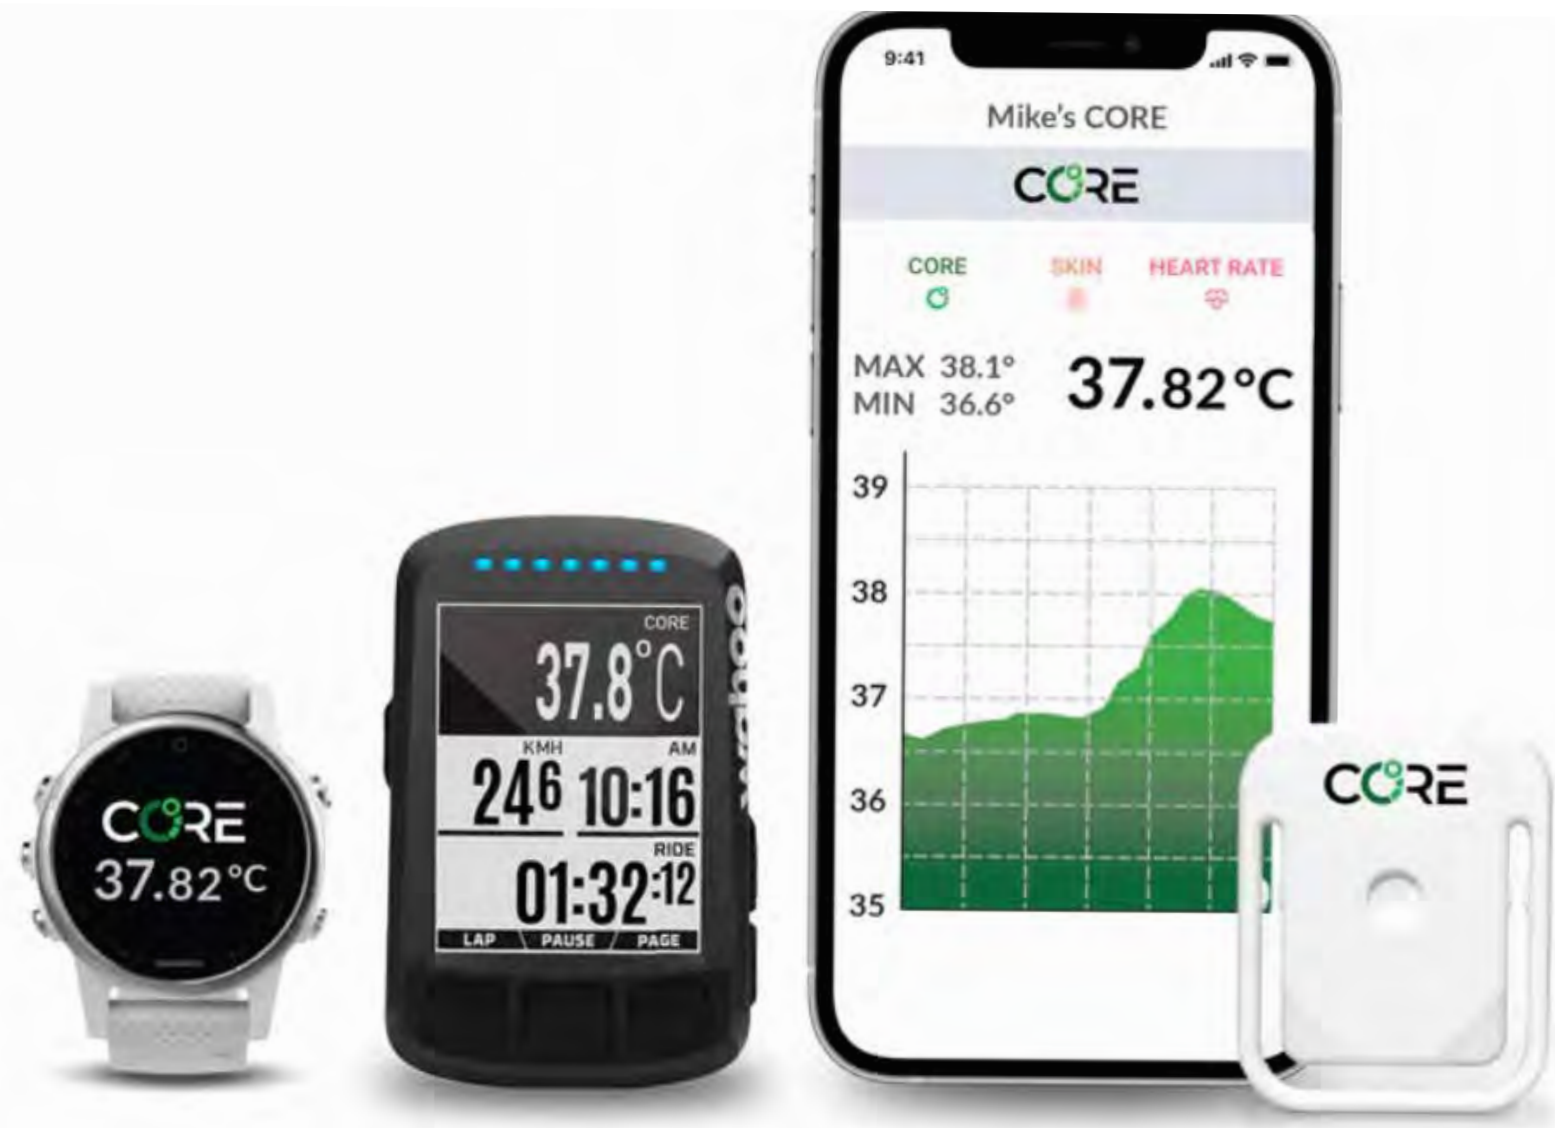 CORE
37.82°C
wahoo
CORE
37.8°C
KMH
AM
246
10:16
RIDE
01:32:12
LAP
PAUSE
PAGE
9:41
Mike's CORE
CORE
CORE
SKIN
HEART RATE
MAX 38.1°
MIN 36.6°
37.82°C
39
38
37
36
35
CORE